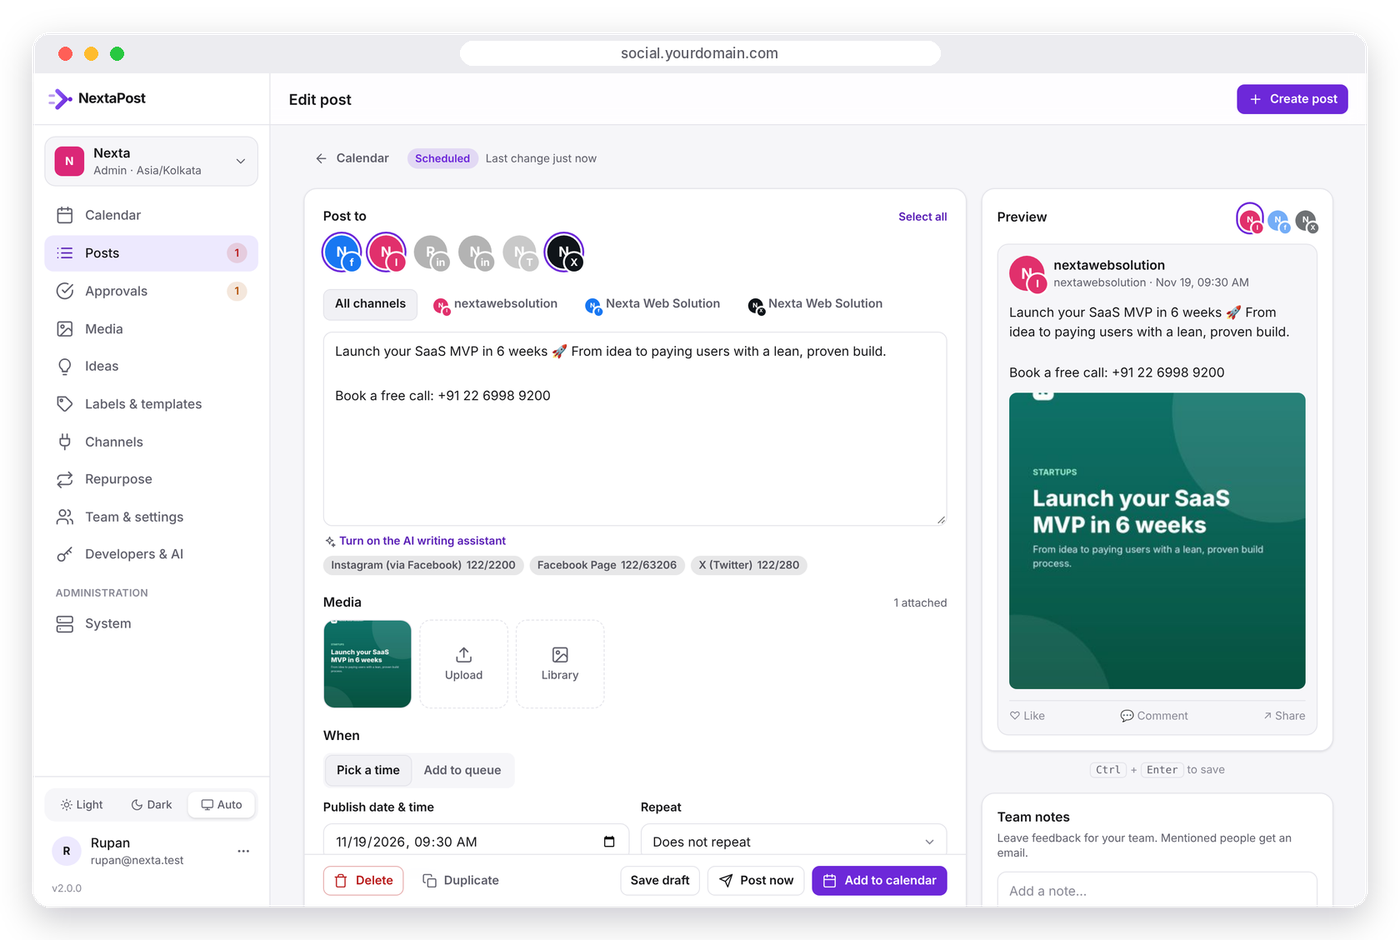 social.yourdomain.com
NextaPost
Edit post
+ Create post
N
Nexta
Admin · Asia/Kolkata
Calendar
Posts 1
Approvals 1
Media
Ideas
Labels & templates
Channels
Repurpose
Team & settings
Developers & AI
ADMINISTRATION
System
Light Dark Auto
R
Rupan
rupan@nexta.test
v2.0.0
← Calendar Scheduled Last change just now
Post to Select all
N f N I R in N in N T N X
All channels nextawebsolution Nexta Web Solution Nexta Web Solution
Launch your SaaS MVP in 6 weeks 🚀 From idea to paying users with a lean, proven build.
Book a free call: +91 22 6998 9200
Turn on the AI writing assistant
Instagram (via Facebook) 122/2200 Facebook Page 122/63206 X (Twitter) 122/280
Media 1 attached
Launch your SaaS
MVP in 6 weeks
Upload Library
When
Pick a time Add to queue
Publish date & time Repeat
11/19/2026, 09:30 AM Does not repeat
Delete Duplicate Save draft Post now Add to calendar
Preview N I N f N X
N I
nextawebsolution
nextawebsolution · Nov 19, 09:30 AM
Launch your SaaS MVP in 6 weeks 🚀 From
idea to paying users with a lean, proven build.
Book a free call: +91 22 6998 9200
STARTUPS
Launch your SaaS
MVP in 6 weeks
From idea to paying users with a lean, proven build
process.
♡ Like 💬 Comment ↗ Share
Ctrl + Enter to save
Team notes
Leave feedback for your team. Mentioned people get an
email.
Add a note...